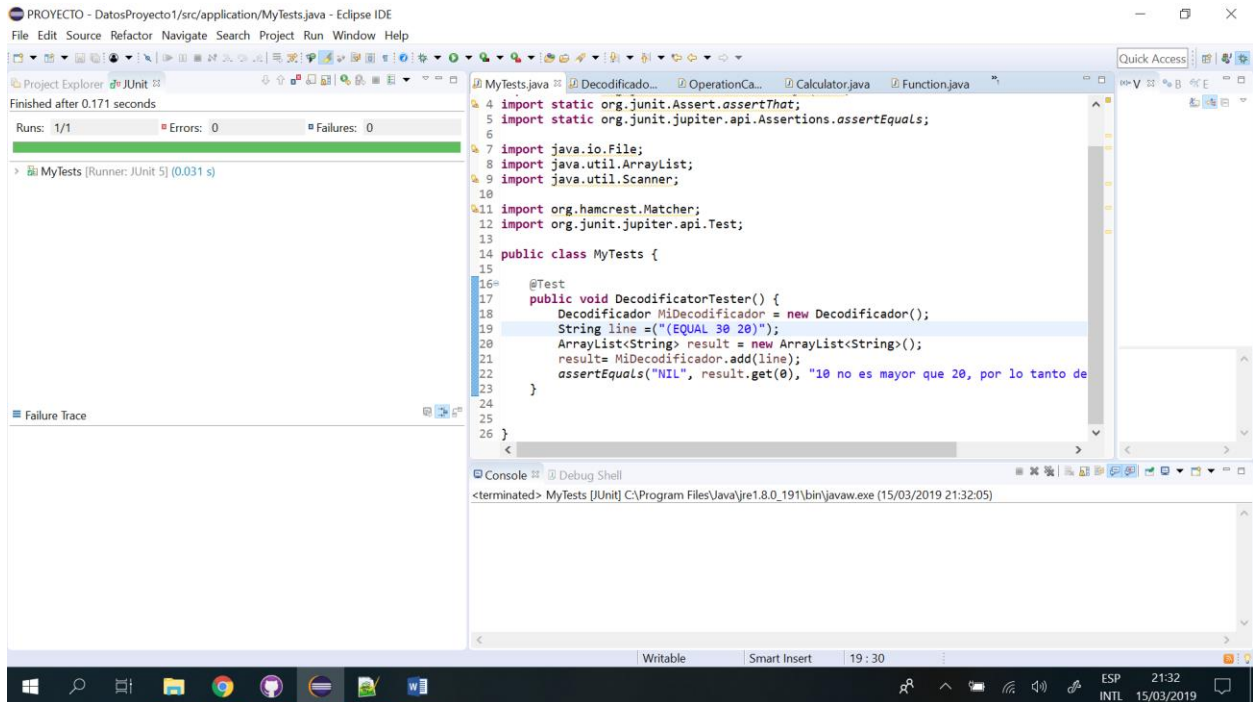 PROYECTO - DatosProyecto1/src/application/MyTests.java - Eclipse IDE
File Edit Source Refactor Navigate Search Project Run Window Help
Quick Access
Project Explorer JUnit
Finished after 0.171 seconds
Runs: 1/1 Errors: 0 Failures: 0
MyTests [Runner: JUnit 5] (0.031 s)
Failure Trace
MyTests.java Decodificado... OperationCa... Calculator.java Function.java
4 import static org.junit.Assert.assertThat;
5 import static org.junit.jupiter.api.Assertions.assertEquals;
6
7 import java.io.File;
8 import java.util.ArrayList;
9 import java.util.Scanner;
10
11 import org.hamcrest.Matcher;
12 import org.junit.jupiter.api.Test;
13
14 public class MyTests {
15
16 @Test
17 public void DecodificatorTester() {
18 Decodificador MiDecodificador = new Decodificador();
19 String line =("(EQUAL 30 20)");
20 ArrayList<String> result = new ArrayList<String>();
21 result= MiDecodificador.add(line);
22 assertEquals("NIL", result.get(0), "10 no es mayor que 20, por lo tanto de
23 }
24
25
26 }
V B E
Console Debug Shell
<terminated> MyTests [JUnit] C:\Program Files\Java\jre1.8.0_191\bin\javaw.exe (15/03/2019 21:32:05)
Writable Smart Insert 19 : 30
ESP
INTL
21:32
15/03/2019